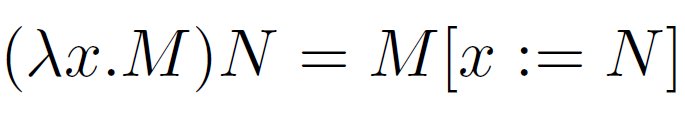 (λx.M)N = M[x := N]